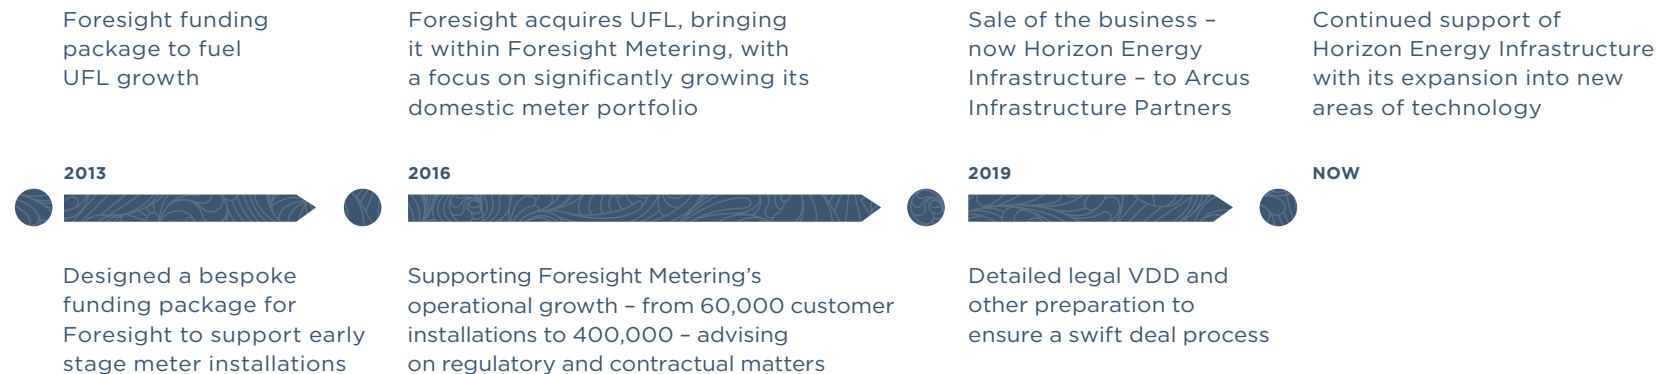 Foresight funding
package to fuel
UFL growth
Foresight acquires UFL, bringing
it within Foresight Metering, with
a focus on significantly growing its
domestic meter portfolio
Sale of the business –
now Horizon Energy
Infrastructure – to Arcus
Infrastructure Partners
Continued support of
Horizon Energy Infrastructure
with its expansion into new
areas of technology
2013
2016
2019
NOW
Designed a bespoke
funding package for
Foresight to support early
stage meter installations
Supporting Foresight Metering’s
operational growth – from 60,000 customer
installations to 400,000 – advising
on regulatory and contractual matters
Detailed legal VDD and
other preparation to
ensure a swift deal process